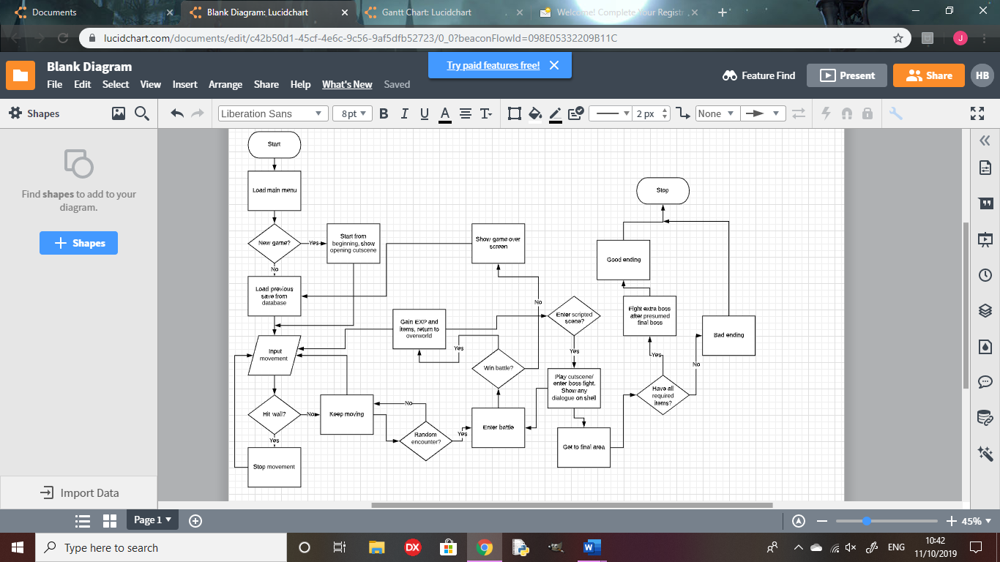 Documents
Blank Diagram: Lucidchart
Gantt Chart: Lucidchart
Welcome! Complete Your Registr
lucidchart.com/documents/edit/c42b50d1-45cf-4e6c-9c56-9af5dfb52723/0_0?beaconFlowId=098E05332209B11C
J
Blank Diagram
Try paid features free!
File Edit Select View Insert Arrange Share Help What's New Saved
Feature Find
Present
Share
HB
Shapes
Liberation Sans
8 pt
B I U A T
2 px
None
Find shapes to add to your
diagram.
+ Shapes
Import Data
Start
Load main menu
New game?
Yes
No
Start from
beginning, show
opening cutscene
Load previous
save from
database
Input
movement
Hit wall?
No
Yes
Stop movement
Keep moving
No
Random
encounter?
Yes
Show game over
screen
No
Gain EXP and
items, return to
overworld
Yes
Win battle?
Enter battle
Enter scripted
scene?
Yes
Play cutscene/
enter boss fight.
Show any
dialogue on shell
Get to final area
Stop
Good ending
Fight extra boss
after presumed
final boss
Yes
Have all
required
items?
No
Bad ending
Page 1
45%
Type here to search
DX
W
ENG
10:42
11/10/2019